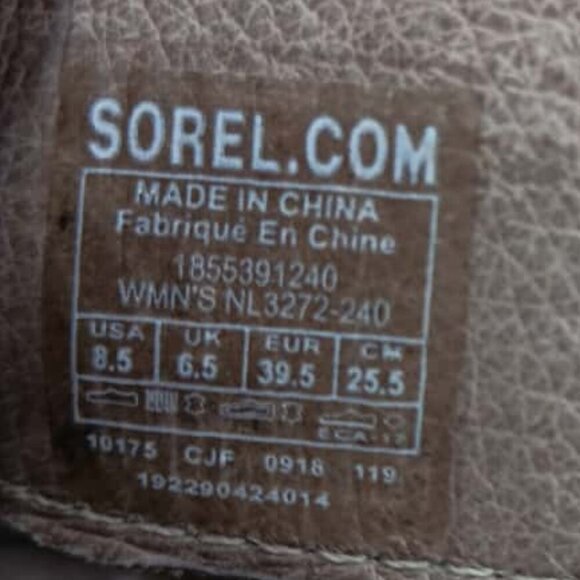 SOREL.COM
MADE IN CHINA
Fabriqué En Chine
1855391240
WMN'S NL3272-240
USA UK EUR CM
8.5 6.5 39.5 25.5
10175 CJF 0918 119
192290424014